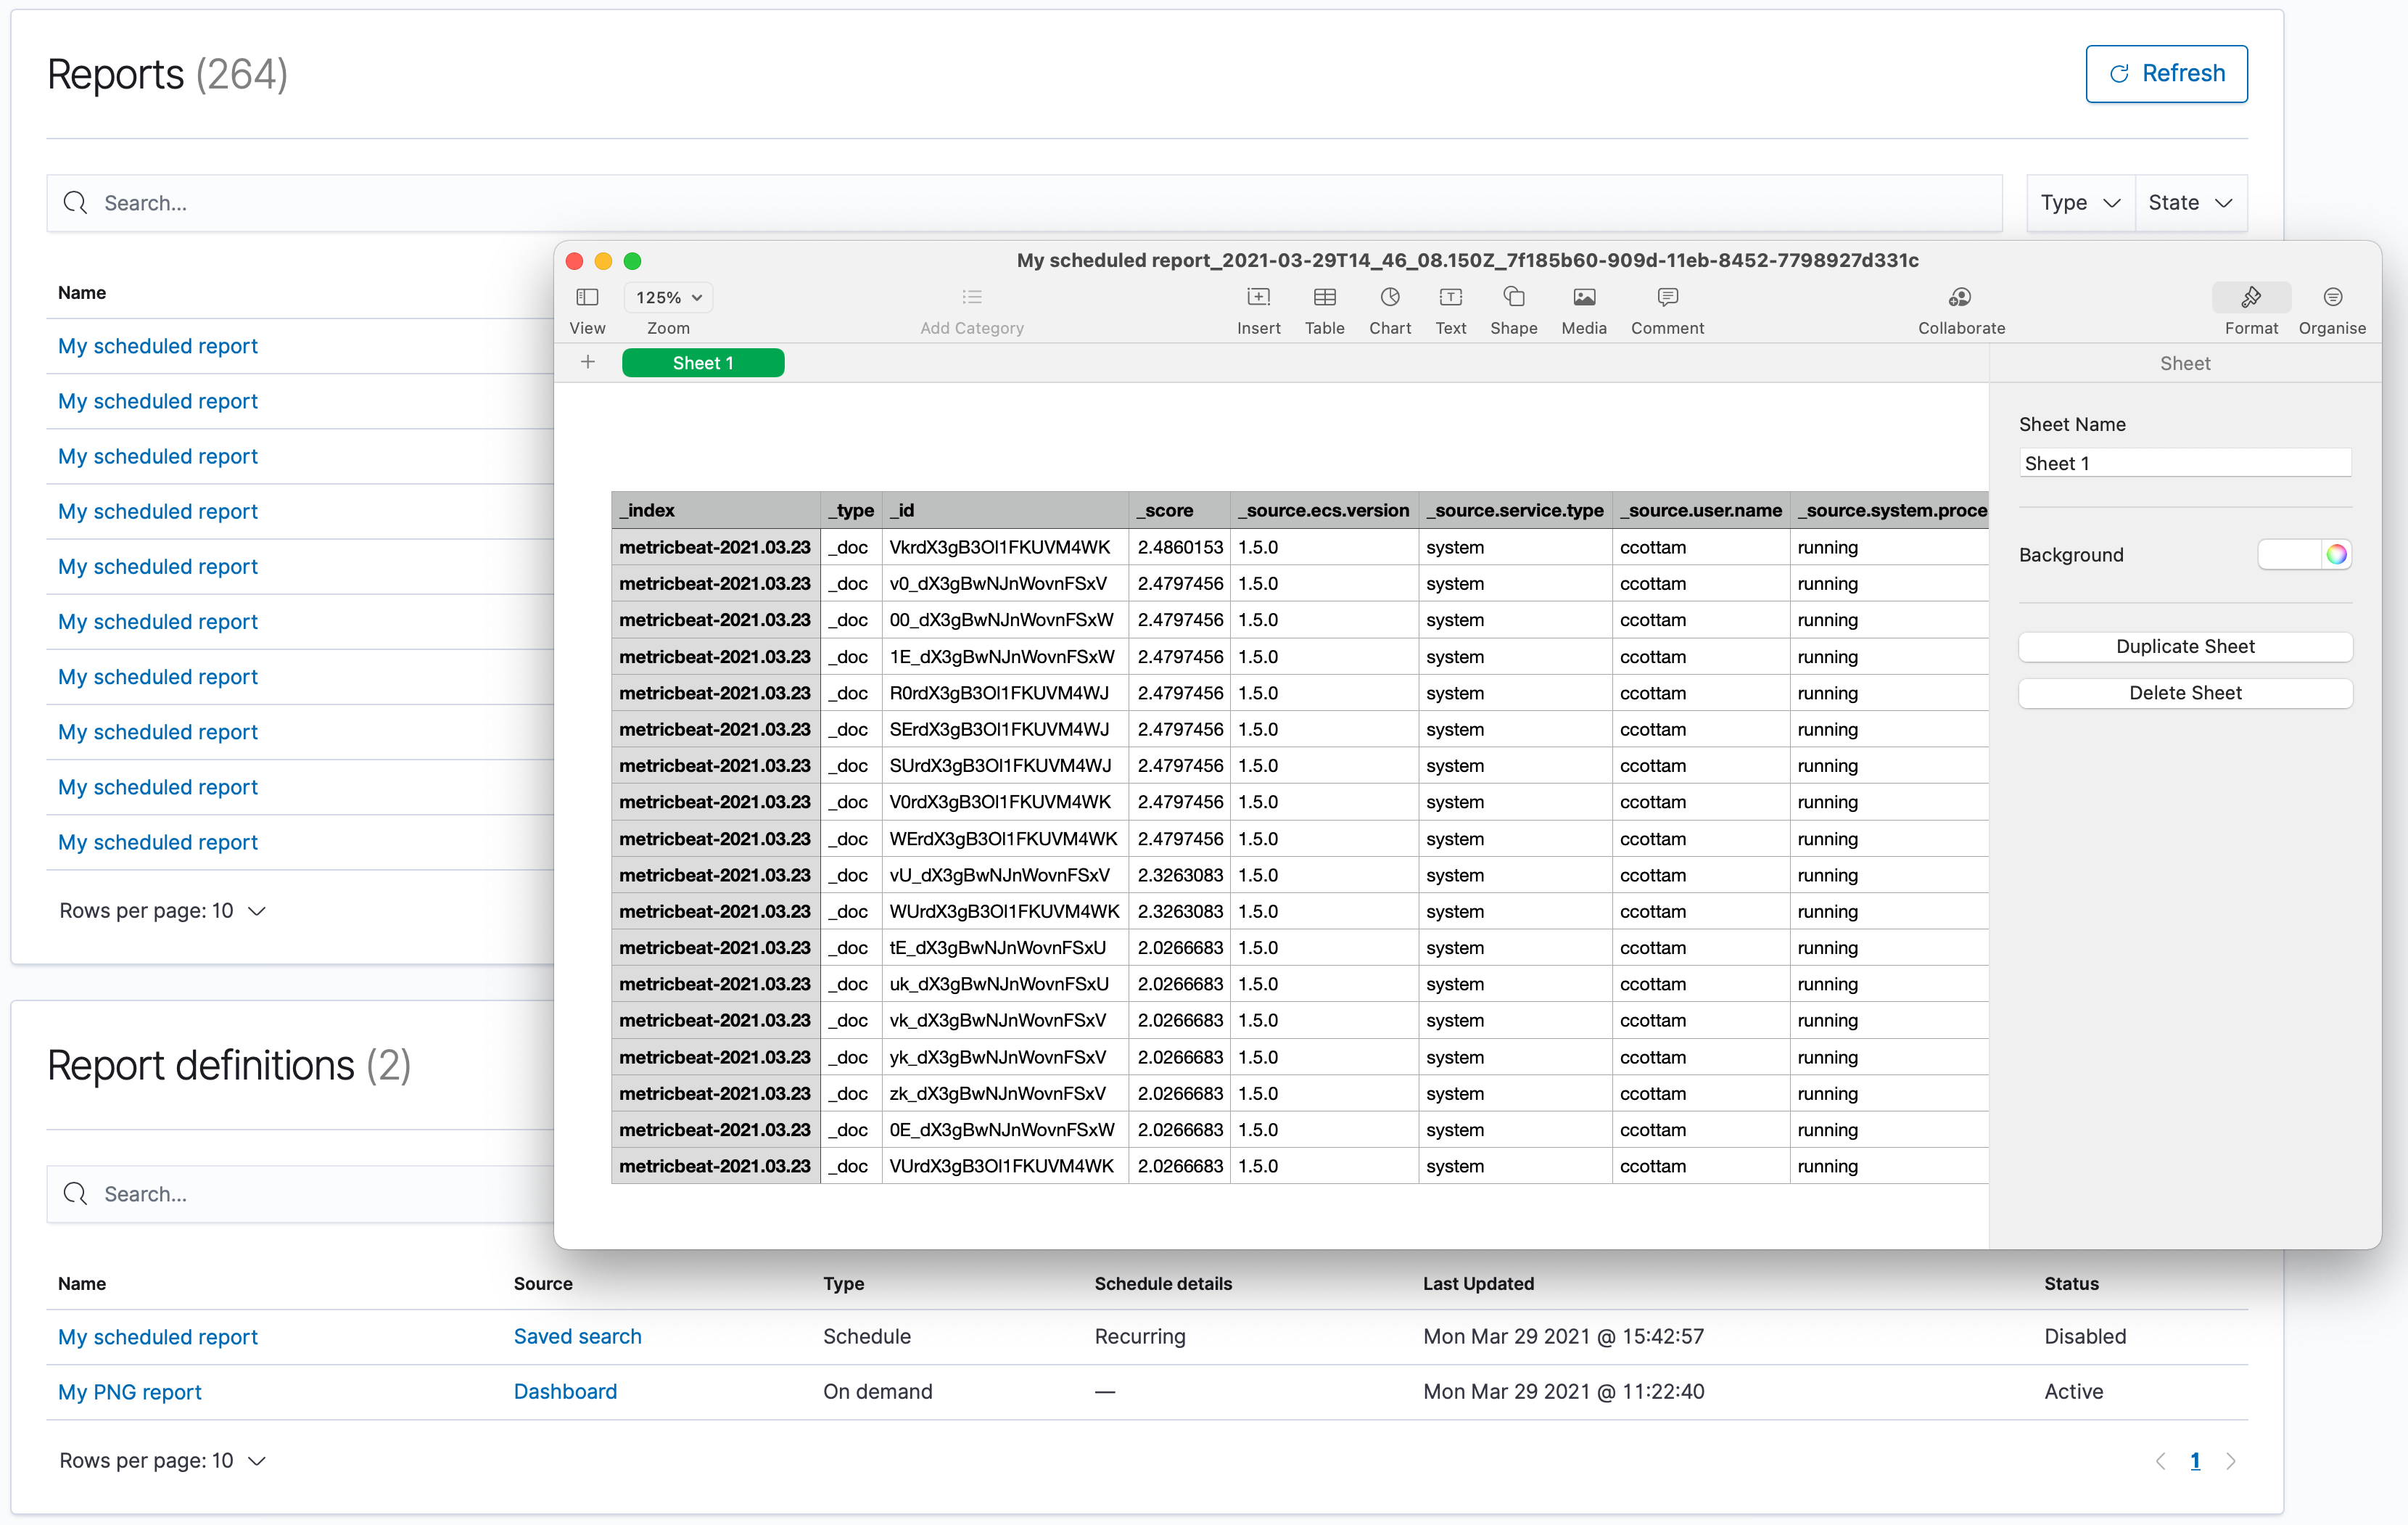 Reports (264)
Refresh
Search...
Type
State
Name
My scheduled report
My scheduled report
My scheduled report
My scheduled report
My scheduled report
My scheduled report
My scheduled report
My scheduled report
My scheduled report
My scheduled report
Rows per page: 10
My scheduled report_2021-03-29T14_46_08.150Z_7f185b60-909d-11eb-8452-7798927d331c
125%
View Zoom Add Category Insert Table Chart Text Shape Media Comment Collaborate Format Organise
Sheet 1
Sheet
Sheet Name
Sheet 1
Background
Duplicate Sheet
Delete Sheet
_index _type _id _score _source.ecs.version _source.service.type _source.user.name _source.system.proce
metricbeat-2021.03.23 _doc VkrdX3gB3Ol1FKUVM4WK 2.4860153 1.5.0 system ccottam running
metricbeat-2021.03.23 _doc v0_dX3gBwNJnWovnFSxV 2.4797456 1.5.0 system ccottam running
metricbeat-2021.03.23 _doc 00_dX3gBwNJnWovnFSxW 2.4797456 1.5.0 system ccottam running
metricbeat-2021.03.23 _doc 1E_dX3gBwNJnWovnFSxW 2.4797456 1.5.0 system ccottam running
metricbeat-2021.03.23 _doc R0rdX3gB3Ol1FKUVM4WJ 2.4797456 1.5.0 system ccottam running
metricbeat-2021.03.23 _doc SErdX3gB3Ol1FKUVM4WJ 2.4797456 1.5.0 system ccottam running
metricbeat-2021.03.23 _doc SUrdX3gB3Ol1FKUVM4WJ 2.4797456 1.5.0 system ccottam running
metricbeat-2021.03.23 _doc V0rdX3gB3Ol1FKUVM4WK 2.4797456 1.5.0 system ccottam running
metricbeat-2021.03.23 _doc WErdX3gB3Ol1FKUVM4WK 2.4797456 1.5.0 system ccottam running
metricbeat-2021.03.23 _doc vU_dX3gBwNJnWovnFSxV 2.3263083 1.5.0 system ccottam running
metricbeat-2021.03.23 _doc WUrdX3gB3Ol1FKUVM4WK 2.3263083 1.5.0 system ccottam running
metricbeat-2021.03.23 _doc tE_dX3gBwNJnWovnFSxU 2.0266683 1.5.0 system ccottam running
metricbeat-2021.03.23 _doc uk_dX3gBwNJnWovnFSxU 2.0266683 1.5.0 system ccottam running
metricbeat-2021.03.23 _doc vk_dX3gBwNJnWovnFSxV 2.0266683 1.5.0 system ccottam running
metricbeat-2021.03.23 _doc yk_dX3gBwNJnWovnFSxV 2.0266683 1.5.0 system ccottam running
metricbeat-2021.03.23 _doc zk_dX3gBwNJnWovnFSxV 2.0266683 1.5.0 system ccottam running
metricbeat-2021.03.23 _doc 0E_dX3gBwNJnWovnFSxW 2.0266683 1.5.0 system ccottam running
metricbeat-2021.03.23 _doc VUrdX3gB3Ol1FKUVM4WK 2.0266683 1.5.0 system ccottam running
Report definitions (2)
Search...
Name Source Type Schedule details Last Updated Status
My scheduled report Saved search Schedule Recurring Mon Mar 29 2021 @ 15:42:57 Disabled
My PNG report Dashboard On demand — Mon Mar 29 2021 @ 11:22:40 Active
Rows per page: 10
1